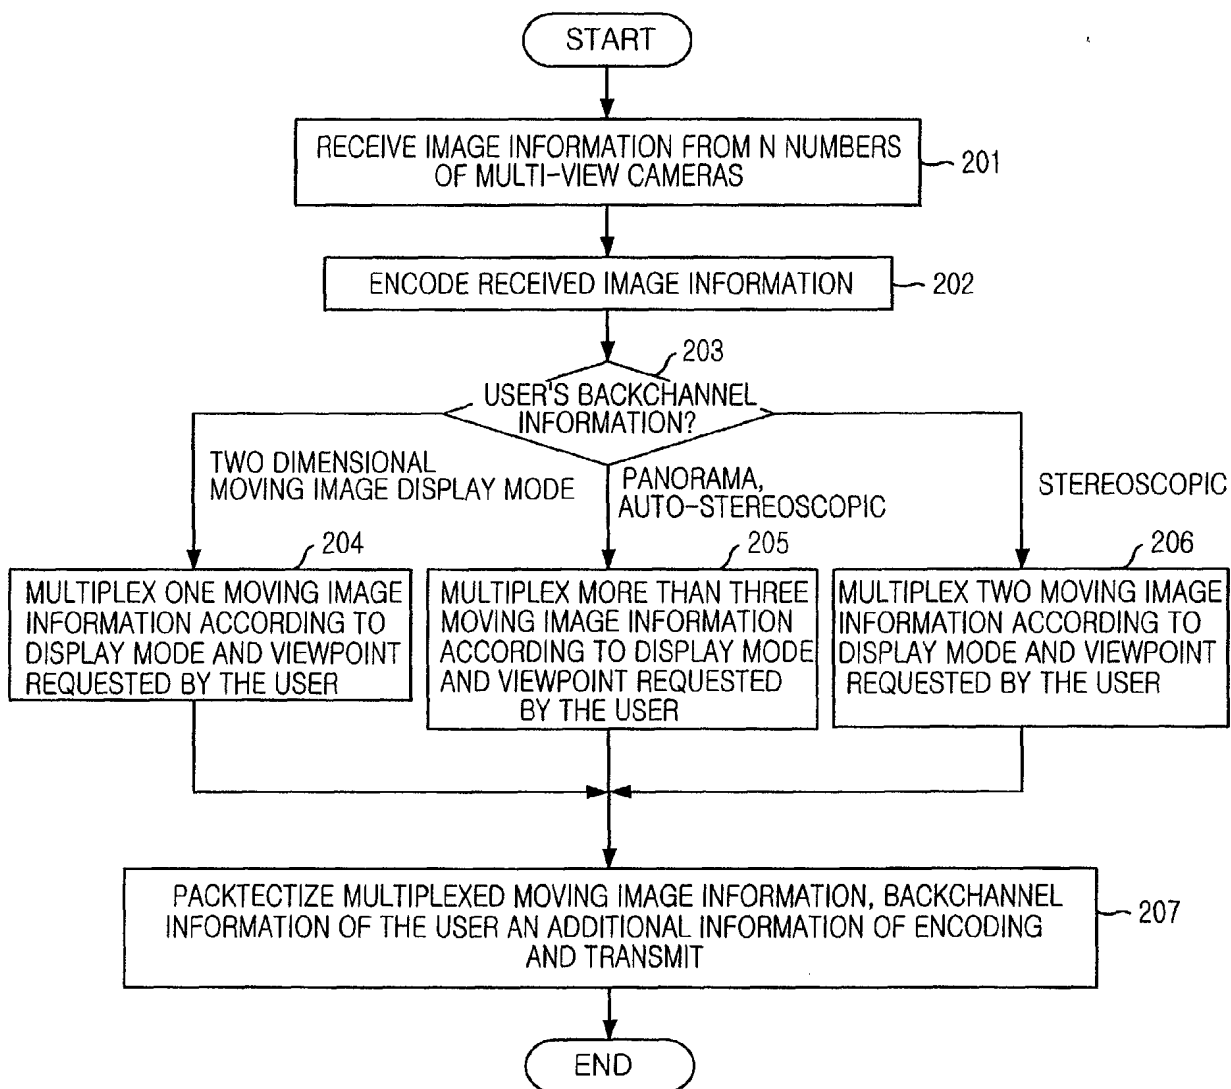 START
RECEIVE IMAGE INFORMATION FROM N NUMBERS
OF MULTI-VIEW CAMERAS
201
ENCODE RECEIVED IMAGE INFORMATION
202
203
USER'S BACKCHANNEL
INFORMATION?
TWO DIMENSIONAL
MOVING IMAGE DISPLAY MODE
PANORAMA,
AUTO-STEREOSCOPIC
STEREOSCOPIC
204
MULTIPLEX ONE MOVING IMAGE
INFORMATION ACCORDING TO
DISPLAY MODE AND VIEWPOINT
REQUESTED BY THE USER
205
MULTIPLEX MORE THAN THREE
MOVING IMAGE INFORMATION
ACCORDING TO DISPLAY MODE
AND VIEWPOINT REQUESTED
BY THE USER
206
MULTIPLEX TWO MOVING IMAGE
INFORMATION ACCORDING TO
DISPLAY MODE AND VIEWPOINT
REQUESTED BY THE USER
PACKTECTIZE MULTIPLEXED MOVING IMAGE INFORMATION, BACKCHANNEL
INFORMATION OF THE USER AN ADDITIONAL INFORMATION OF ENCODING
AND TRANSMIT
207
END